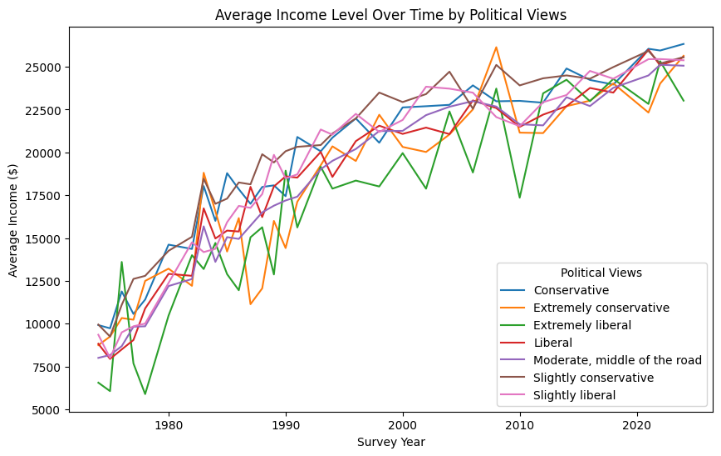 Average Income Level Over Time by Political Views
Average Income ($)
25000
22500
20000
17500
15000
12500
10000
7500
5000
1980
1990
2000
2010
2020
Survey Year
Political Views
Conservative
Extremely conservative
Extremely liberal
Liberal
Moderate, middle of the road
Slightly conservative
Slightly liberal